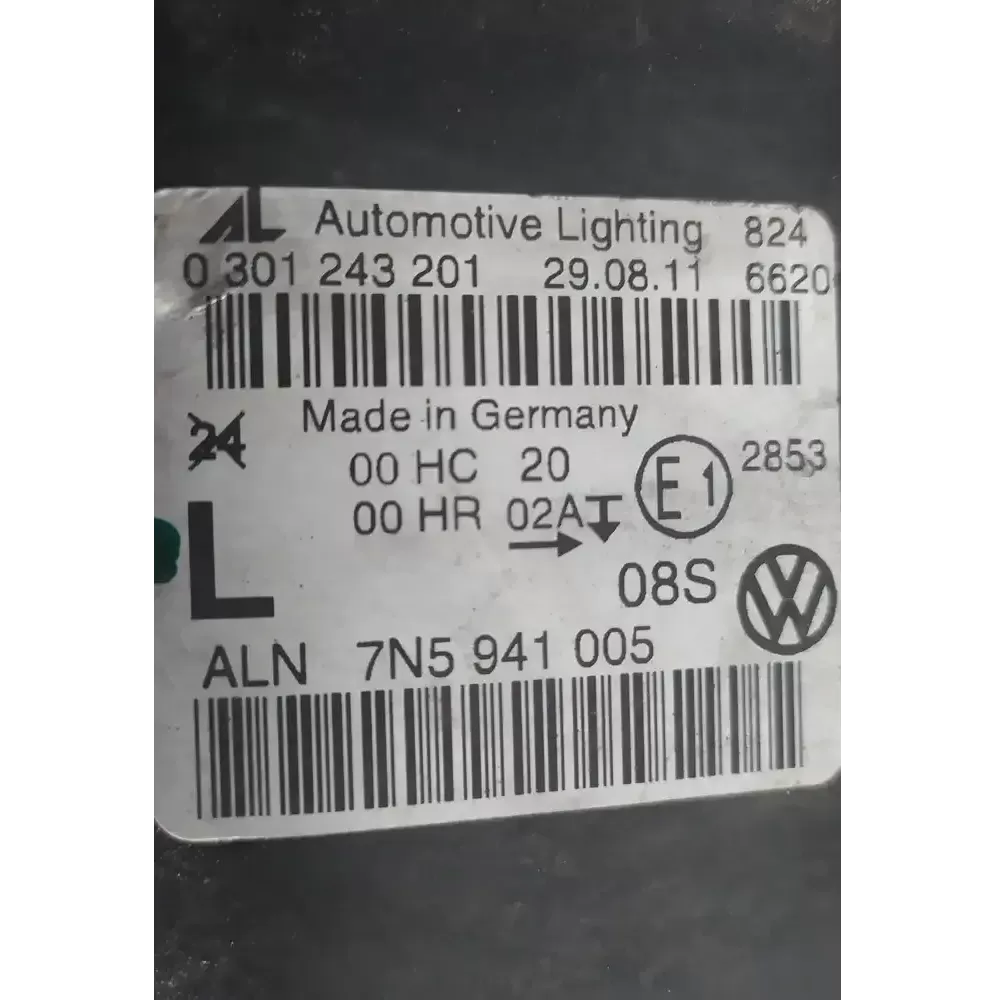 AL Automotive Lighting 824
0 301 243 201 29.08.11 6620
Made in Germany
24
00 HC 20 E1 2853
00 HR 02A
L
08S
ALN 7N5 941 005